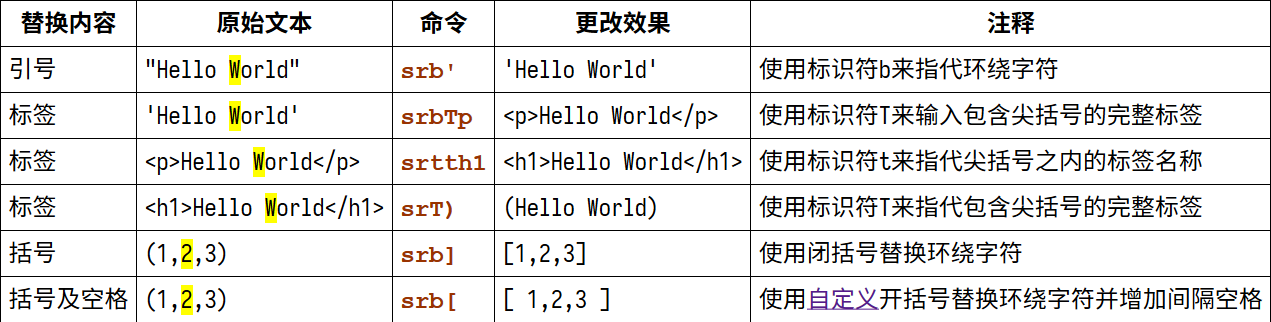 替换内容 原始文本 命令 更改效果 注释
引号 "Hello World" srb' 'Hello World' 使用标识符b来指代环绕字符
标签 'Hello World' srbTp <p>Hello World</p> 使用标识符T来输入包含尖括号的完整标签
标签 <p>Hello World</p> srtth1 <h1>Hello World</h1> 使用标识符t来指代尖括号之内的标签名称
标签 <h1>Hello World</h1> srT) (Hello World) 使用标识符T来指代包含尖括号的完整标签
括号 (1,2,3) srb] [1,2,3] 使用闭括号替换环绕字符
括号及空格 (1,2,3) srb[ [ 1,2,3 ] 使用自定义开括号替换环绕字符并增加间隔空格